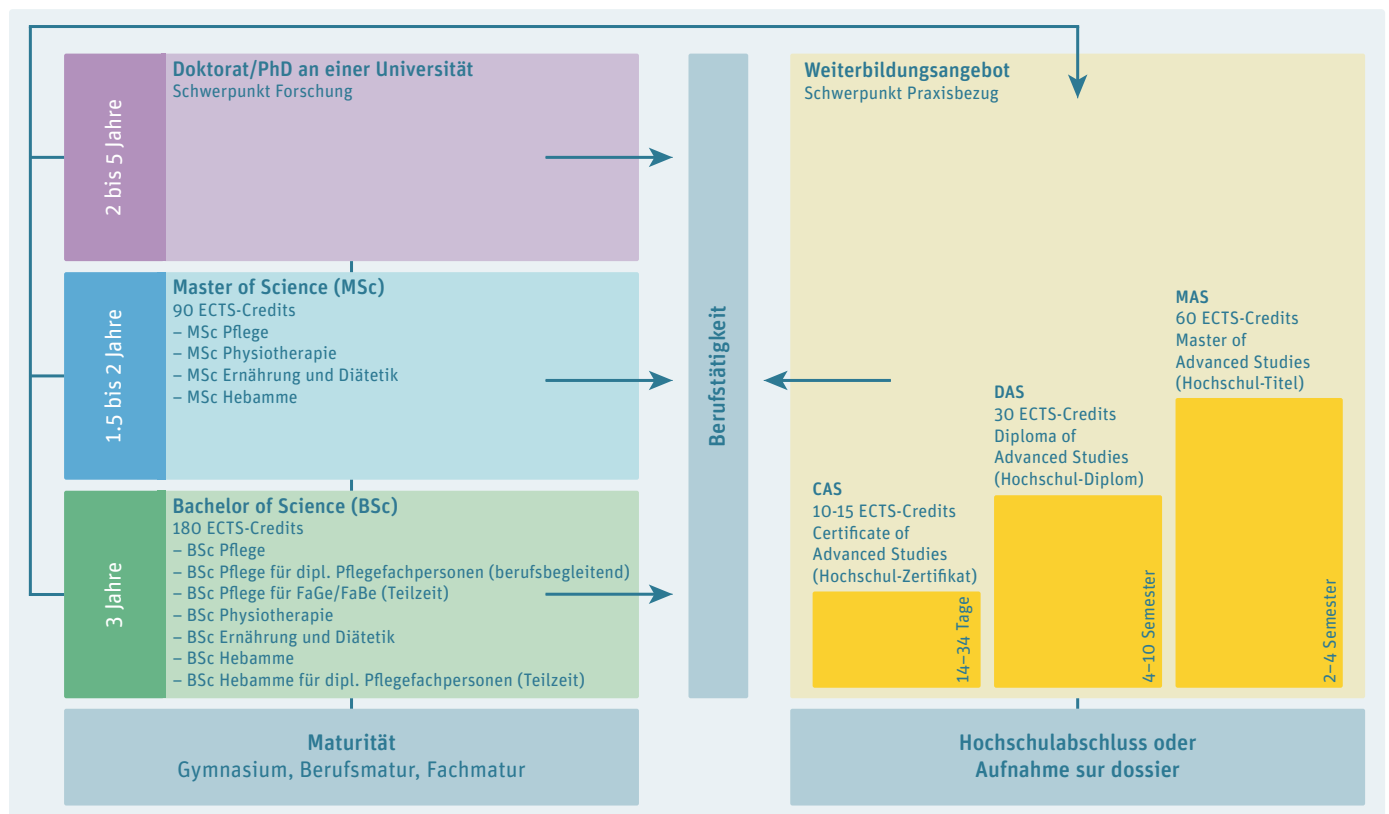 Doktorat/PhD an einer Universität
Schwerpunkt Forschung
2 bis 5 Jahre
Master of Science (MSc)
90 ECTS-Credits
– MSc Pflege
– MSc Physiotherapie
– MSc Ernährung und Diätetik
– MSc Hebamme
1.5 bis 2 Jahre
Bachelor of Science (BSc)
180 ECTS-Credits
– BSc Pflege
– BSc Pflege für dipl. Pflegefachpersonen (berufsbegleitend)
– BSc Pflege für FaGe/FaBe (Teilzeit)
– BSc Physiotherapie
– BSc Ernährung und Diätetik
– BSc Hebamme
– BSc Hebamme für dipl. Pflegefachpersonen (Teilzeit)
3 Jahre
Maturität
Gymnasium, Berufsmatur, Fachmatur
Berufstätigkeit
Weiterbildungsangebot
Schwerpunkt Praxisbezug
CAS
10-15 ECTS-Credits
Certificate of
Advanced Studies
(Hochschul-Zertifikat)
14–34 Tage
DAS
30 ECTS-Credits
Diploma of
Advanced Studies
(Hochschul-Diplom)
4–10 Semester
MAS
60 ECTS-Credits
Master of
Advanced Studies
(Hochschul-Titel)
2–4 Semester
Hochschulabschluss oder
Aufnahme sur dossier